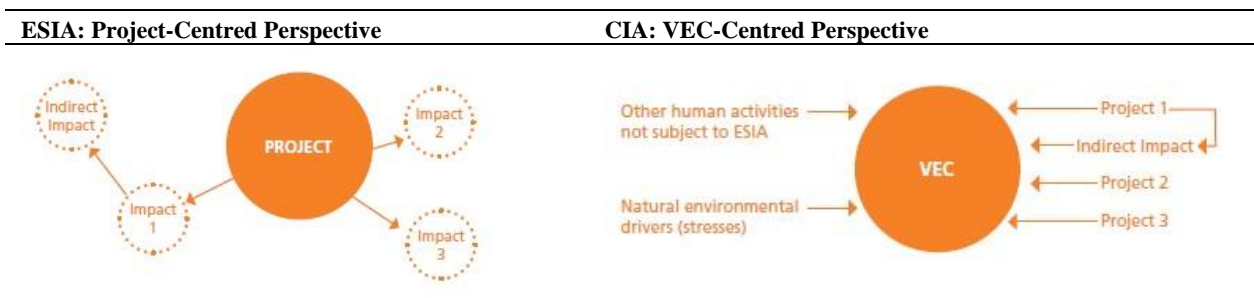 ESIA: Project-Centred Perspective
CIA: VEC-Centred Perspective
Indirect
Impact
PROJECT
Impact
2
Impact
1
Impact
3
Other human activities
not subject to ESIA
Natural environmental
drivers (stresses)
VEC
Project 1
Indirect Impact
Project 2
Project 3